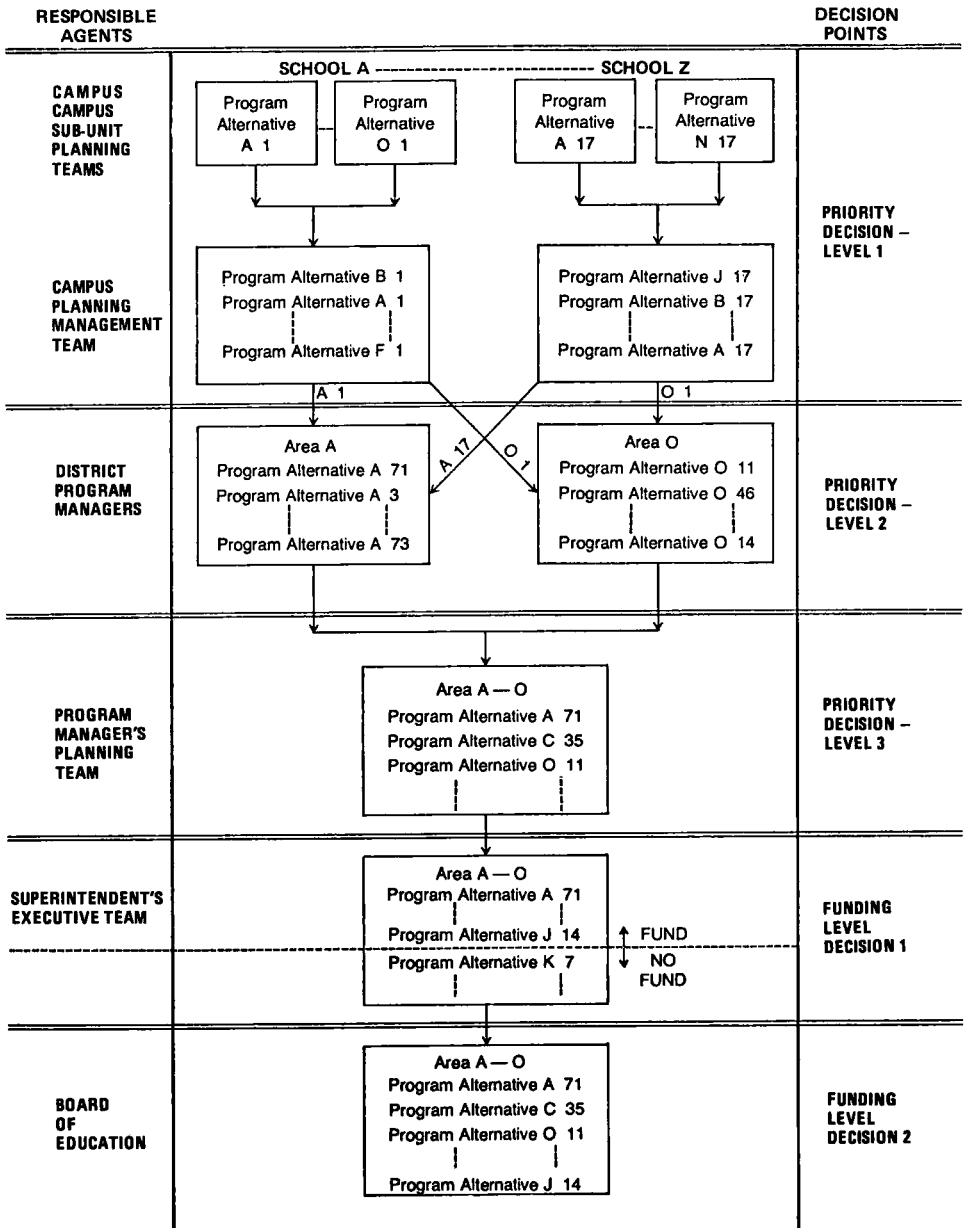 RESPONSIBLE
AGENTS
DECISION
POINTS
CAMPUS
CAMPUS
SUB-UNIT
PLANNING
TEAMS
SCHOOL A
SCHOOL Z
Program
Alternative
A 1
Program
Alternative
O 1
Program
Alternative
A 17
Program
Alternative
N 17
PRIORITY
DECISION –
LEVEL 1
CAMPUS
PLANNING
MANAGEMENT
TEAM
Program Alternative B 1
Program Alternative A 1
Program Alternative F 1
Program Alternative J 17
Program Alternative B 17
Program Alternative A 17
A 1
O 1
A 17
O 1
DISTRICT
PROGRAM
MANAGERS
Area A
Program Alternative A 71
Program Alternative A 3
Program Alternative A 73
Area O
Program Alternative O 11
Program Alternative O 46
Program Alternative O 14
PRIORITY
DECISION –
LEVEL 2
PROGRAM
MANAGER'S
PLANNING
TEAM
Area A — O
Program Alternative A 71
Program Alternative C 35
Program Alternative O 11
PRIORITY
DECISION –
LEVEL 3
SUPERINTENDENT'S
EXECUTIVE TEAM
Area A — O
Program Alternative A 71
Program Alternative J 14
Program Alternative K 7
FUND
NO
FUND
FUNDING
LEVEL
DECISION 1
BOARD
OF
EDUCATION
Area A — O
Program Alternative A 71
Program Alternative C 35
Program Alternative O 11
Program Alternative J 14
FUNDING
LEVEL
DECISION 2